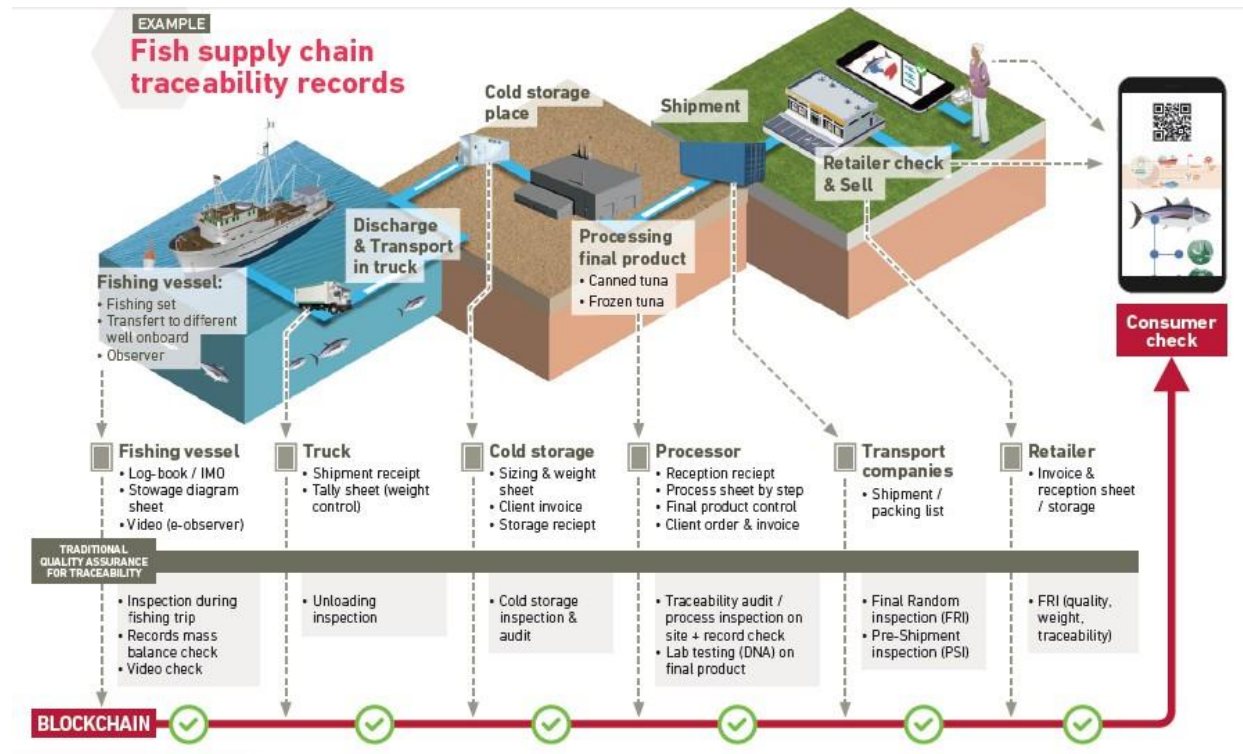 EXAMPLE
Fish supply chain
traceability records
Cold storage
place
Shipment
Retailer check
& Sell
Discharge
& Transport
in truck
Processing
final product
• Canned tuna
• Frozen tuna
Fishing vessel:
• Fishing set
• Transfert to different
well onboard
• Observer
Consumer
check
Fishing vessel
• Log-book / IMO
• Stowage diagram
sheet
• Video (e-observer)
Truck
• Shipment receipt
• Tally sheet (weight
control)
Cold storage
• Sizing & weight
sheet
• Client invoice
• Storage reciept
Processor
• Reception reciept
• Process sheet by step
• Final product control
• Client order & invoice
Transport
companies
• Shipment /
packing list
Retailer
• Invoice &
reception sheet
/ storage
TRADITIONAL
QUALITY ASSURANCE
FOR TRACEABILITY
• Inspection during
fishing trip
• Records mass
balance check
• Video check
• Unloading
inspection
• Cold storage
inspection &
audit
• Traceability audit /
process inspection on
site + record check
• Lab testing (DNA) on
final product
• Final Random
inspection (FRI)
• Pre-Shipment
inspection (PSI)
• FRI (quality,
weight,
traceability)
BLOCKCHAIN